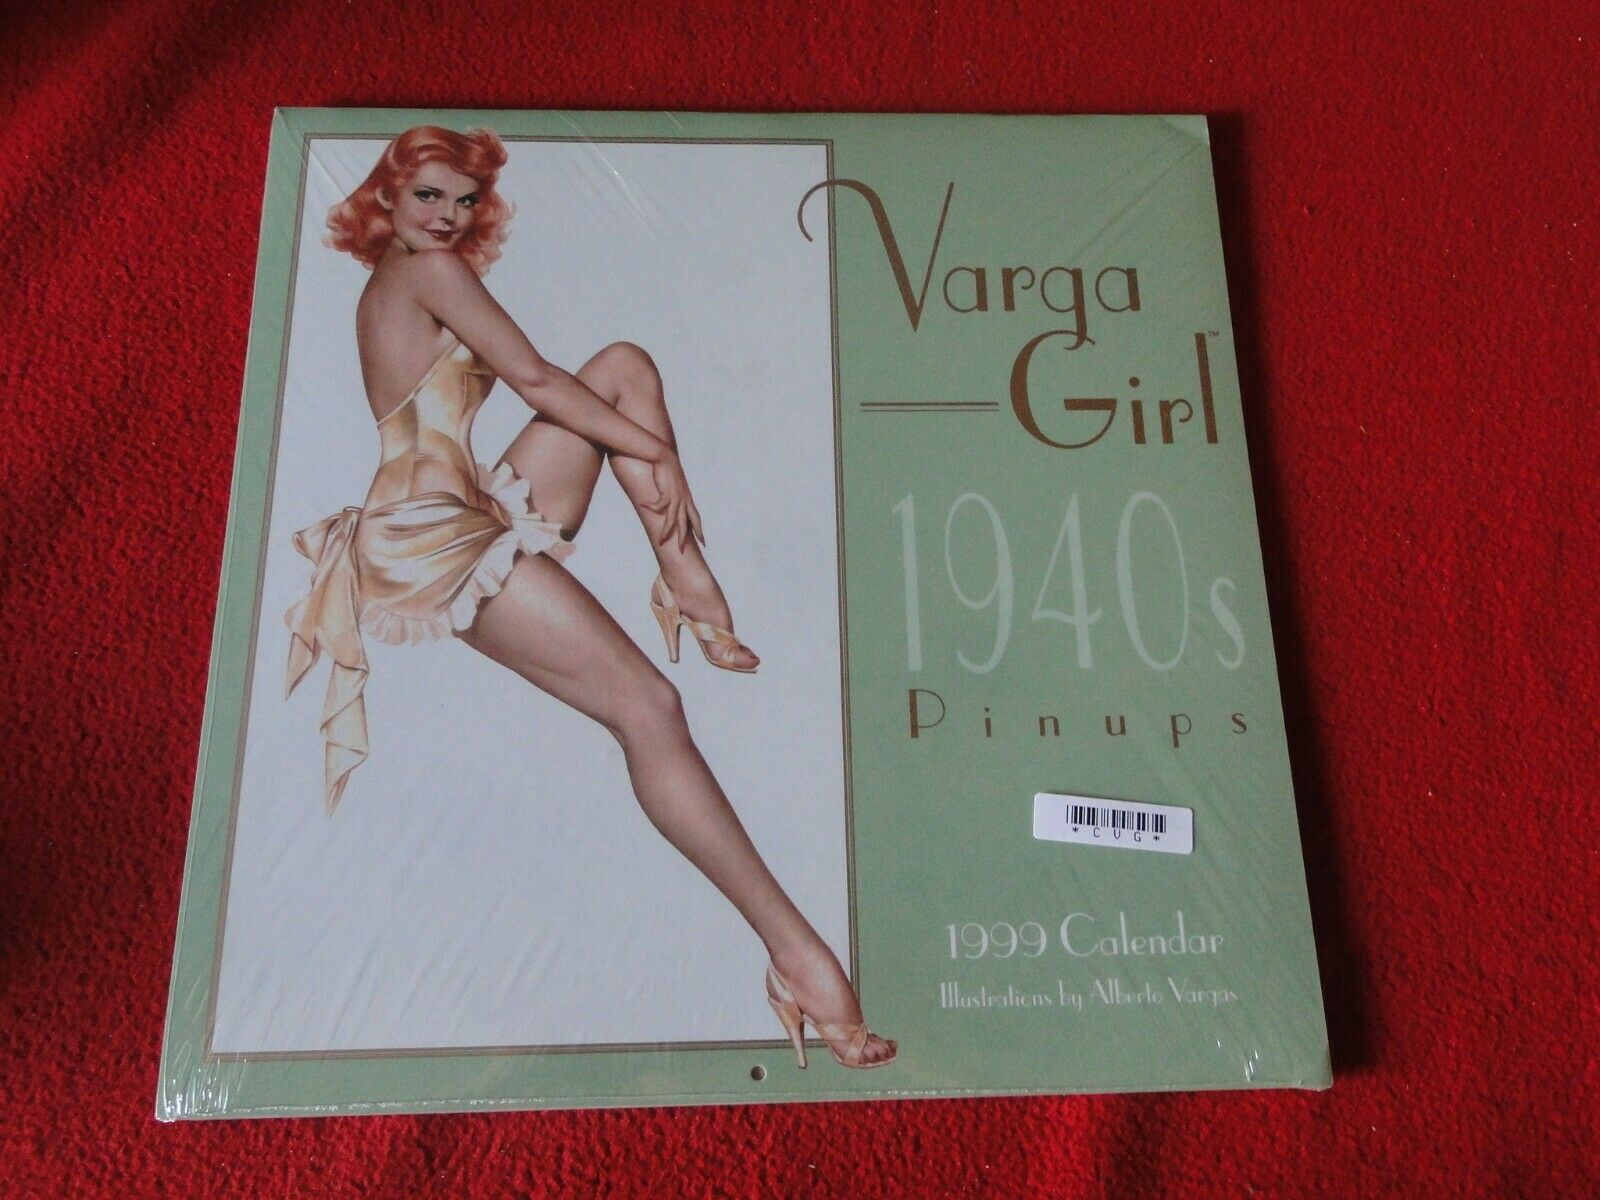 Varga
Girl™
1940s
Pinups
*CVG*
1999 Calendar
Illustrations by Alberto Vargas